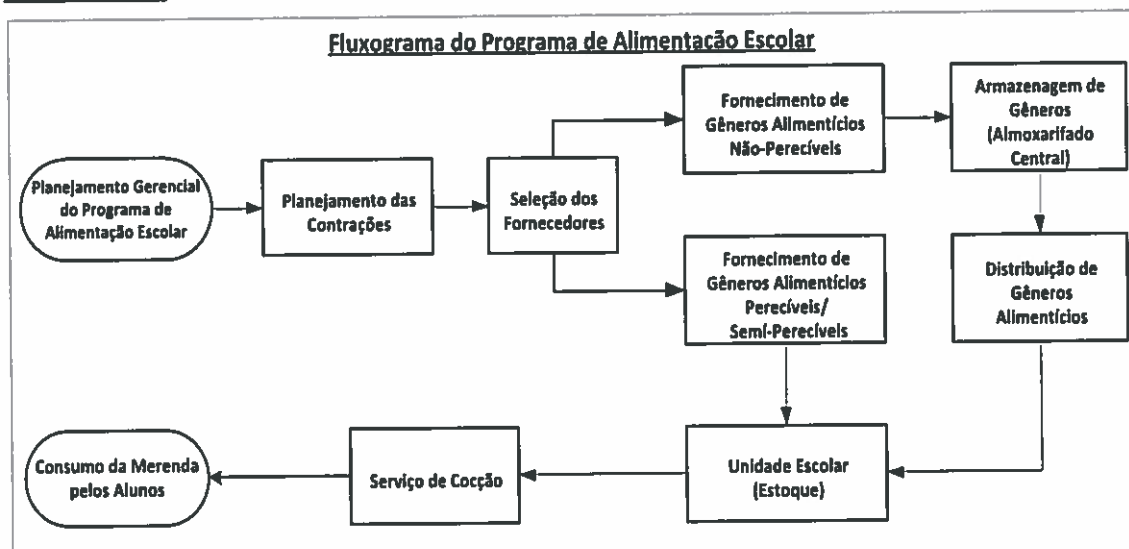 Fluxograma do Programa de Alimentação Escolar
Planejamento Gerencial
do Programa de
Alimentação Escolar
Planejamento das
Contrações
Seleção dos
Fornecedores
Fornecimento de
Gêneros Alimentícios
Não-Perecíveis
Armazenagem de
Gêneros
(Almoxarifado
Central)
Fornecimento de
Gêneros Alimentícios
Perecíveis/
Semi-Perecíveis
Distribuição de
Gêneros
Alimentícios
Unidade Escolar
(Estoque)
Serviço de Cocção
Consumo da Merenda
pelos Alunos